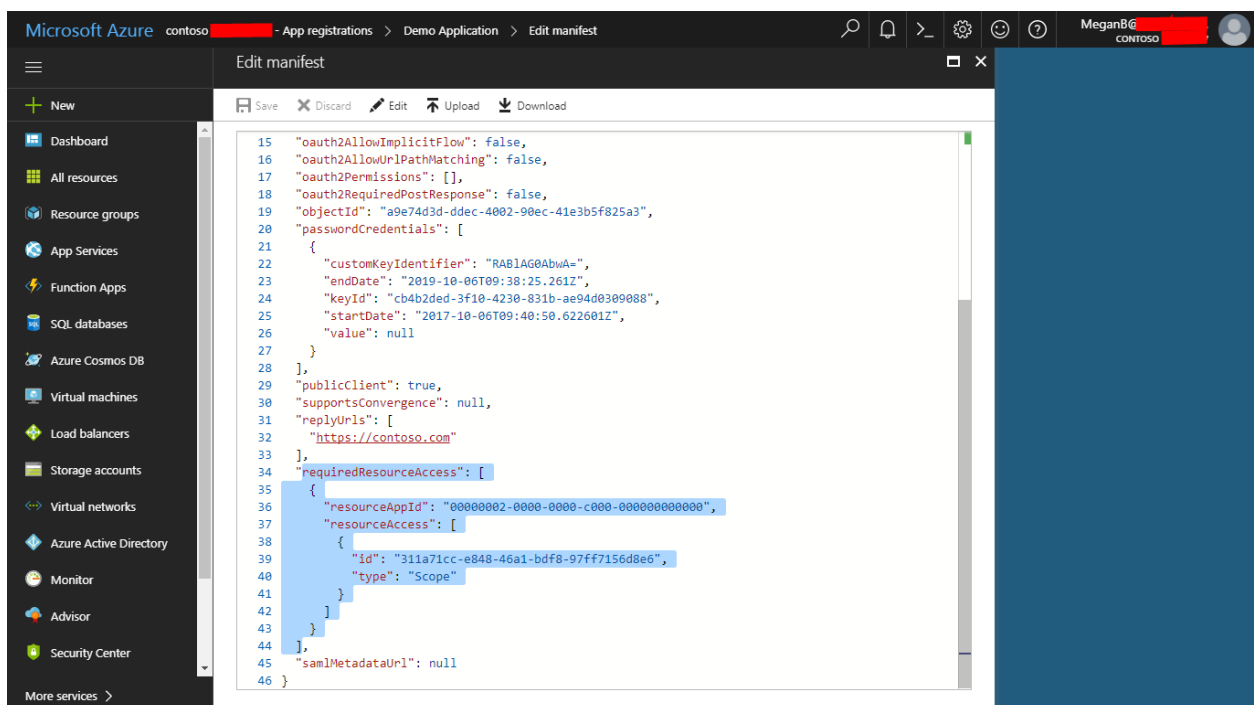 Microsoft Azure contoso - App registrations > Demo Application > Edit manifest
MeganB@
CONTOSO
Edit manifest
New
Dashboard
All resources
Resource groups
App Services
Function Apps
SQL databases
Azure Cosmos DB
Virtual machines
Load balancers
Storage accounts
Virtual networks
Azure Active Directory
Monitor
Advisor
Security Center
More services >
Save Discard Edit Upload Download
15 "oauth2AllowImplicitFlow": false,
16 "oauth2AllowUrlPathMatching": false,
17 "oauth2Permissions": [],
18 "oauth2RequiredPostResponse": false,
19 "objectId": "a9e74d3d-ddec-4002-90ec-41e3b5f825a3",
20 "passwordCredentials": [
21 {
22 "customKeyIdentifier": "RABlAG0AbwA=",
23 "endDate": "2019-10-06T09:38:25.261Z",
24 "keyId": "cb4b2ded-3f10-4230-831b-ae94d0309088",
25 "startDate": "2017-10-06T09:40:50.622601Z",
26 "value": null
27 }
28 ],
29 "publicClient": true,
30 "supportsConvergence": null,
31 "replyUrls": [
32 "https://contoso.com"
33 ],
34 "requiredResourceAccess": [
35 {
36 "resourceAppId": "00000002-0000-0000-c000-000000000000",
37 "resourceAccess": [
38 {
39 "id": "311a71cc-e848-46a1-bdf8-97ff7156d8e6",
40 "type": "Scope"
41 }
42 ]
43 }
44 ],
45 "samlMetadataUrl": null
46 }